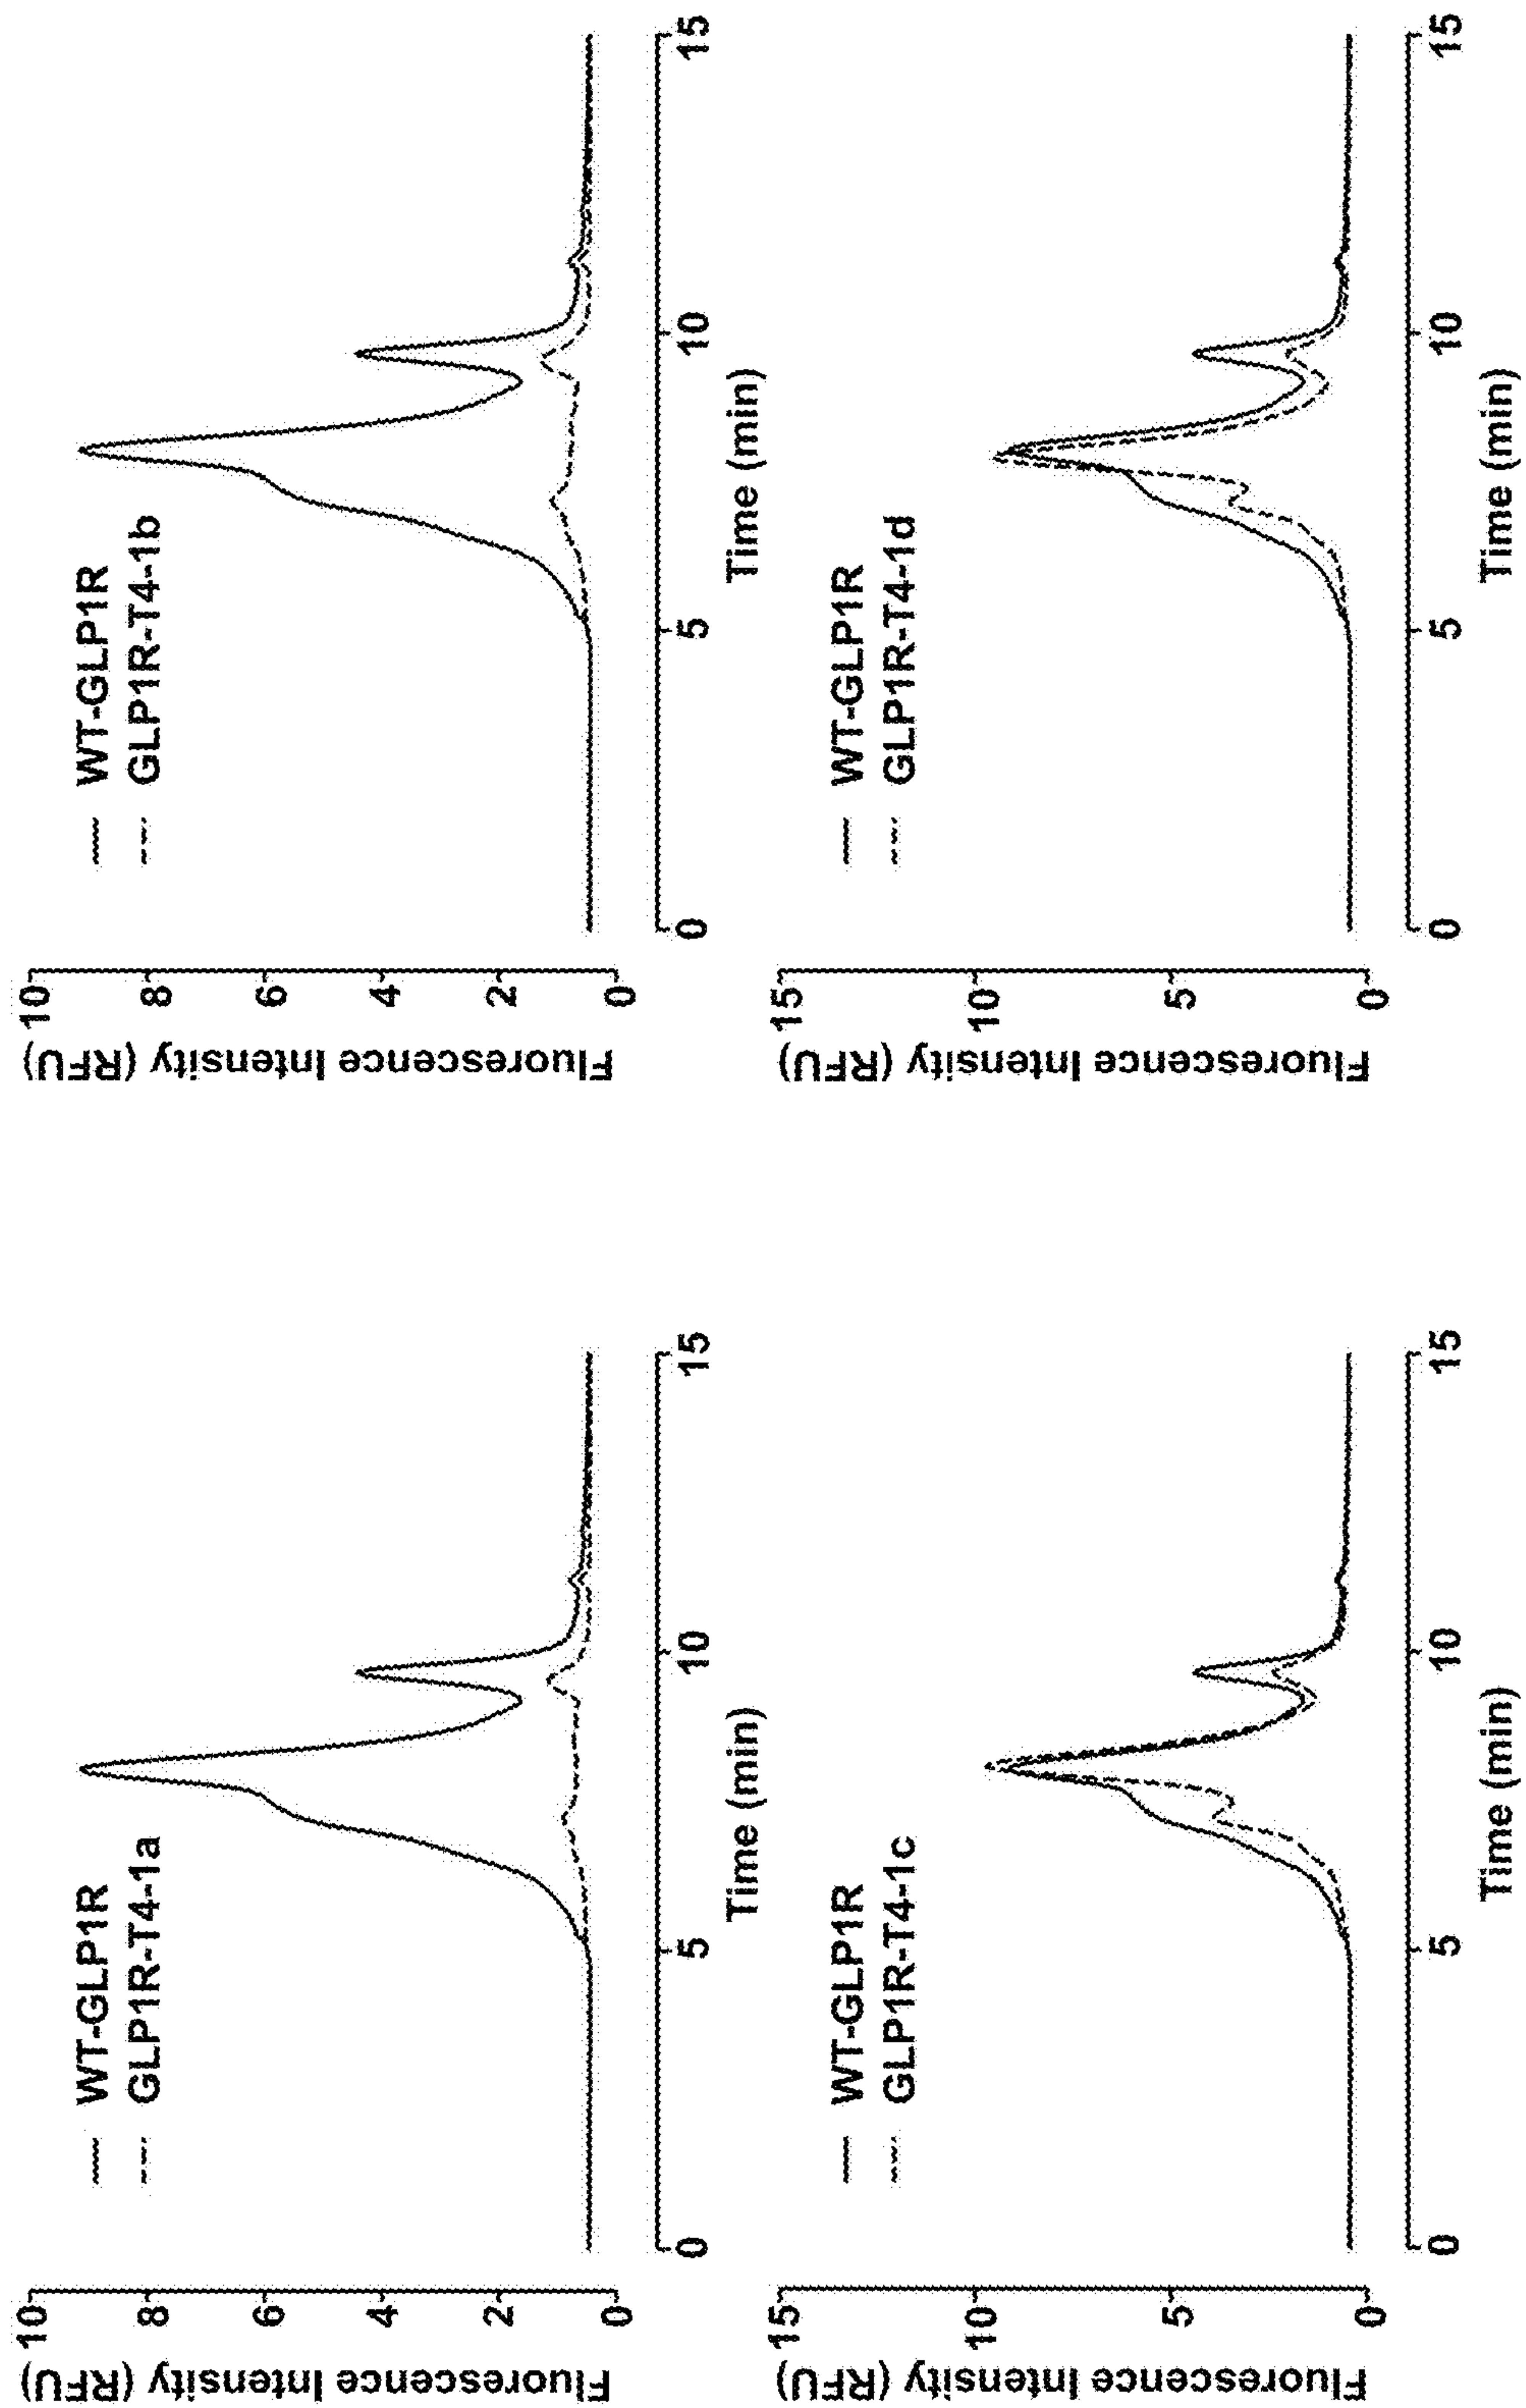 Fluorescence Intensity (RFU)
10
8
6
4
2
0
WT-GLP1R
GLP1R-T4-1a
0
5
10
15
Time (min)
Fluorescence Intensity (RFU)
10
8
6
4
2
0
WT-GLP1R
GLP1R-T4-1b
0
5
10
15
Time (min)
Fluorescence Intensity (RFU)
15
10
5
0
WT-GLP1R
GLP1R-T4-1c
0
5
10
15
Time (min)
Fluorescence Intensity (RFU)
15
10
5
0
WT-GLP1R
GLP1R-T4-1d
0
5
10
15
Time (min)